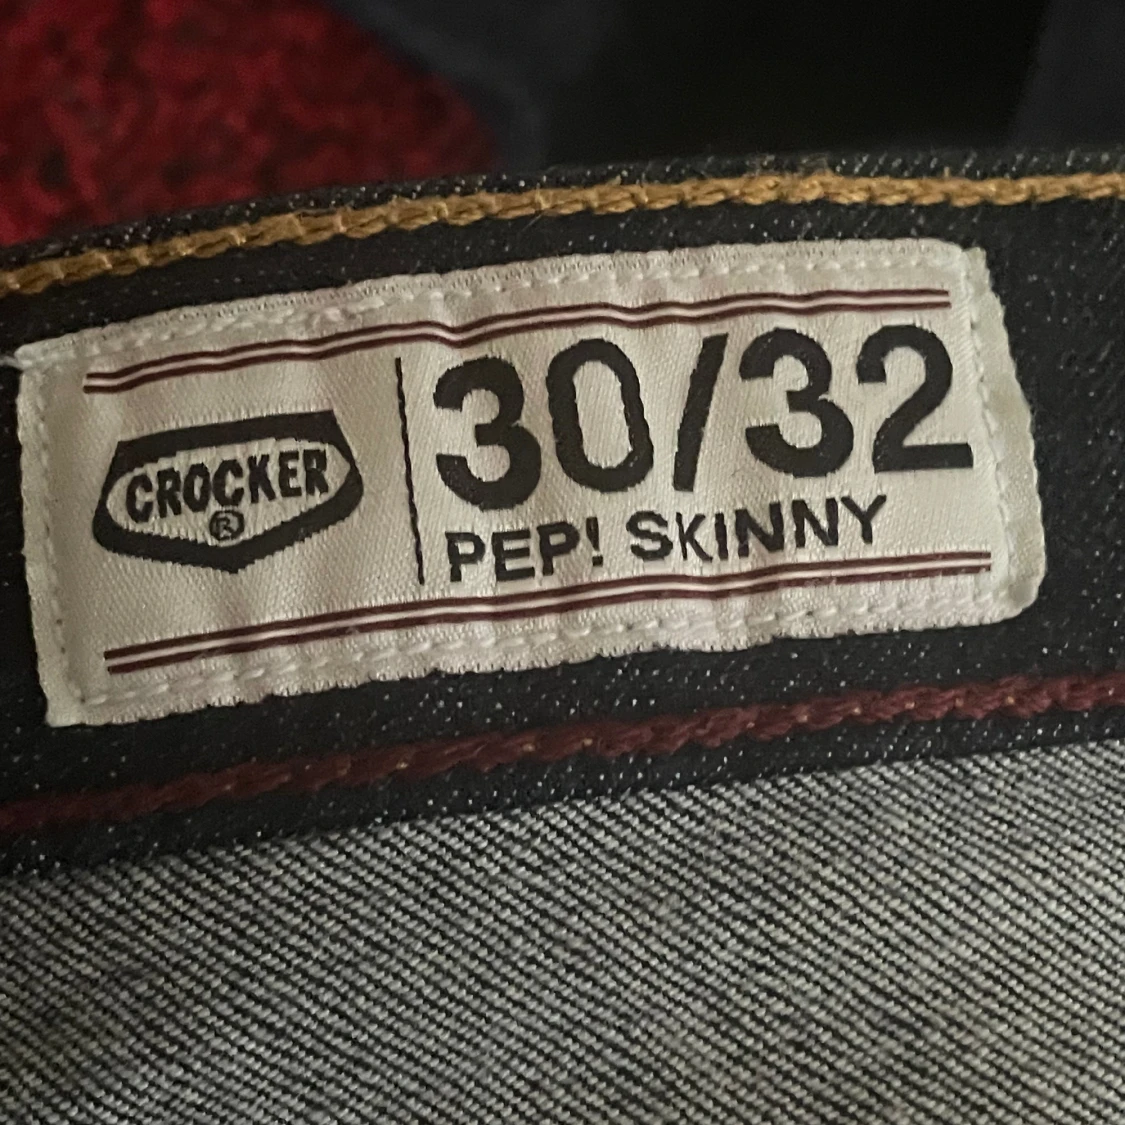 CROCKER
®
30/32
PEP! SKINNY